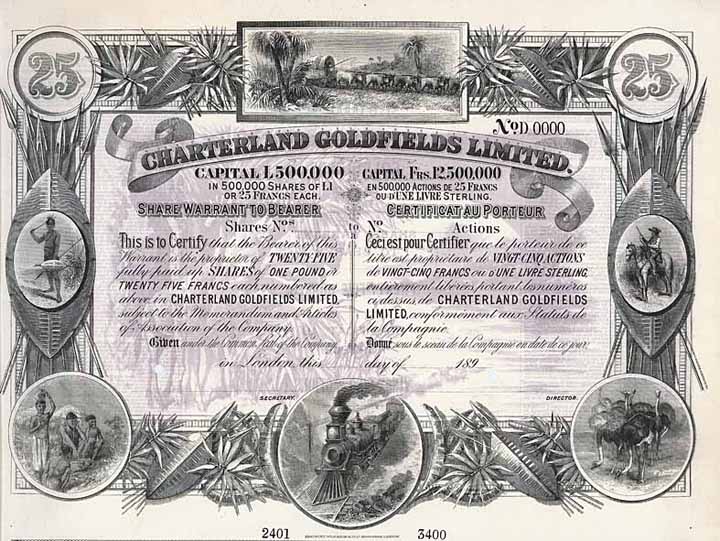 25
25
No D 0000
CHARTERLAND GOLDFIELDS LIMITED.
CAPITAL £500,000
IN 500,000 SHARES OF £1
OR 25 FRANCS EACH.
SHARE WARRANT TO BEARER
Shares Nos
This is to Certify that the Bearer of this
Warrant is the proprietor of TWENTY FIVE
fully paid up SHARES of ONE POUND or
TWENTY FIVE FRANCS each, numbered as
above, in CHARTERLAND GOLDFIELDS LIMITED,
subject to the Memorandum and Articles
of Association of the Company.
Given under the Common Seal of the Company
CAPITAL FRS. 12,500,000
EN 500,000 ACTIONS DE 25 FRANCS
OU D'UNE LIVRE STERLING.
CERTIFICAT AU PORTEUR
to No Actions
a
Ceci est pour Certifier que le porteur de ce
titre est propriétaire de VINGT-CINQ ACTIONS
de VINGT-CINQ FRANCS ou d'UNE LIVRE STERLING,
entièrement libérées portant les numéros
ci dessus de CHARTERLAND GOLDFIELDS
LIMITED, conformément aux Statuts de
la Compagnie.
Donné, sous le sceau de la Compagnie en date de ce jour,
in London this day of 189
SECRETARY.
DIRECTOR.
2401
3400